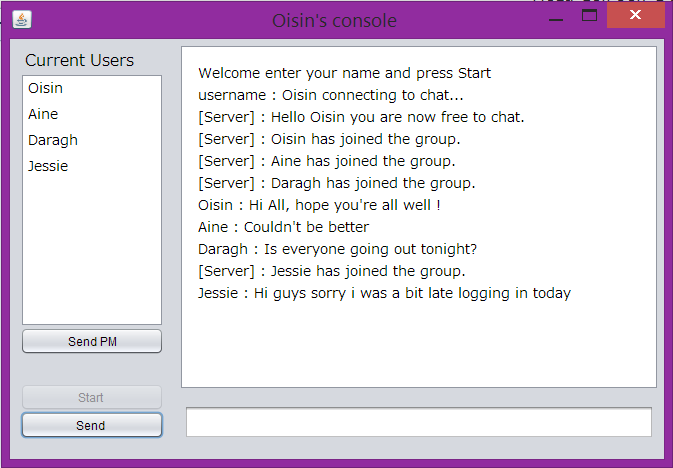 Oisin's console
Current Users
Oisin
Aine
Daragh
Jessie
Send PM
Start
Send
Welcome enter your name and press Start
username : Oisin connecting to chat...
[Server] : Hello Oisin you are now free to chat.
[Server] : Oisin has joined the group.
[Server] : Aine has joined the group.
[Server] : Daragh has joined the group.
Oisin : Hi All, hope you're all well !
Aine : Couldn't be better
Daragh : Is everyone going out tonight?
[Server] : Jessie has joined the group.
Jessie : Hi guys sorry i was a bit late logging in today